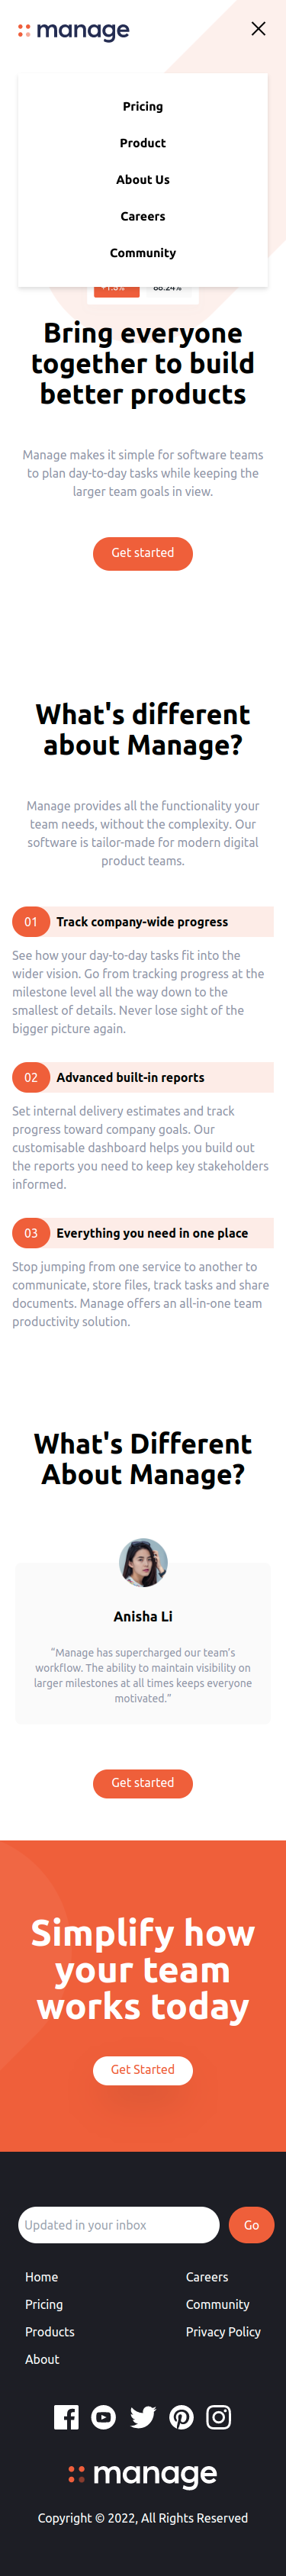 manage
Pricing
Product
About Us
Careers
Community
Bring everyone
together to build
better products
Manage makes it simple for software teams
to plan day-to-day tasks while keeping the
larger team goals in view.
Get started
What's different
about Manage?
Manage provides all the functionality your
team needs, without the complexity. Our
software is tailor-made for modern digital
product teams.
01 Track company-wide progress
See how your day-to-day tasks fit into the
wider vision. Go from tracking progress at the
milestone level all the way down to the
smallest of details. Never lose sight of the
bigger picture again.
02 Advanced built-in reports
Set internal delivery estimates and track
progress toward company goals. Our
customisable dashboard helps you build out
the reports you need to keep key stakeholders
informed.
03 Everything you need in one place
Stop jumping from one service to another to
communicate, store files, track tasks and share
documents. Manage offers an all-in-one team
productivity solution.
What's Different
About Manage?
Anisha Li
“Manage has supercharged our team’s
workflow. The ability to maintain visibility on
larger milestones at all times keeps everyone
motivated.”
Get started
Simplify how
your team
works today
Get Started
Updated in your inbox
Go
Home
Pricing
Products
About
Careers
Community
Privacy Policy
manage
Copyright © 2022, All Rights Reserved